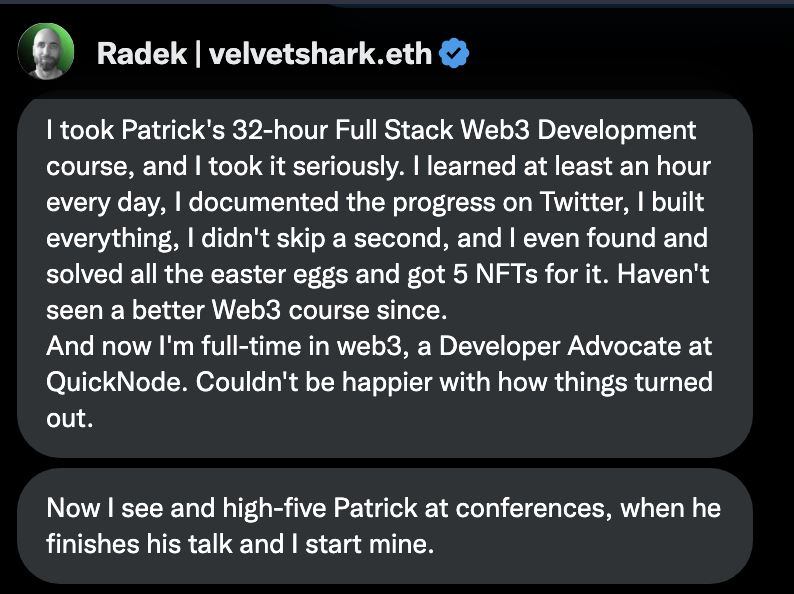 Radek | velvetshark.eth
I took Patrick's 32-hour Full Stack Web3 Development
course, and I took it seriously. I learned at least an hour
every day, I documented the progress on Twitter, I built
everything, I didn't skip a second, and I even found and
solved all the easter eggs and got 5 NFTs for it. Haven't
seen a better Web3 course since.
And now I'm full-time in web3, a Developer Advocate at
QuickNode. Couldn't be happier with how things turned
out.
Now I see and high-five Patrick at conferences, when he
finishes his talk and I start mine.